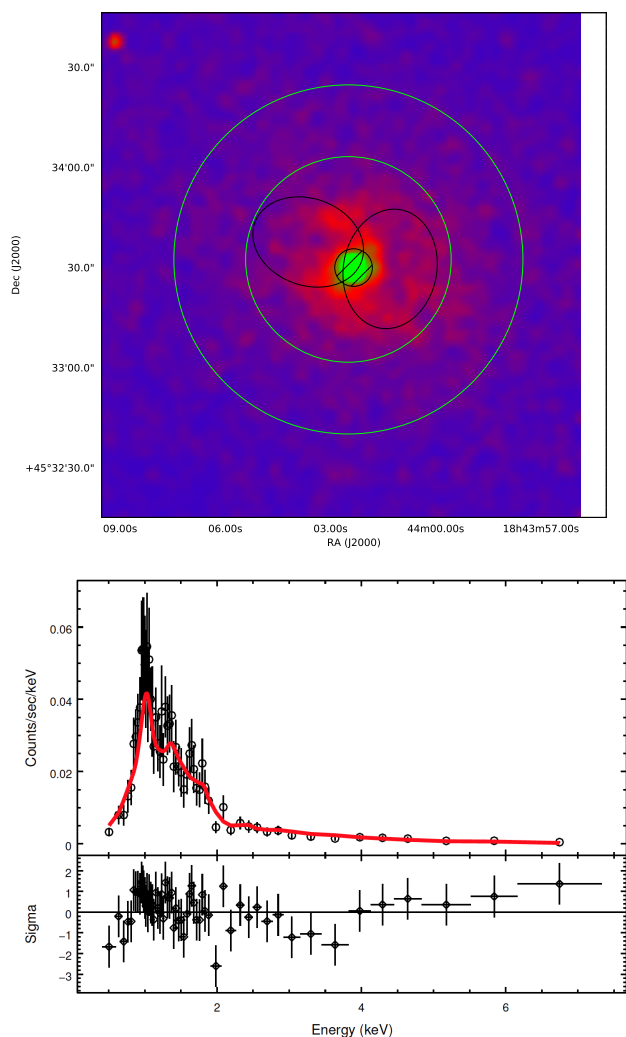 30.0"
34'00.0"
30.0"
33'00.0"
+45°32'30.0"
Dec (J2000)
09.00s 06.00s 03.00s 44m00.00s 18h43m57.00s
RA (J2000)
0.06
0.04
0.02
0
Counts/sec/keV
2
1
0
−1
−2
−3
Sigma
2 4 6
Energy (keV)